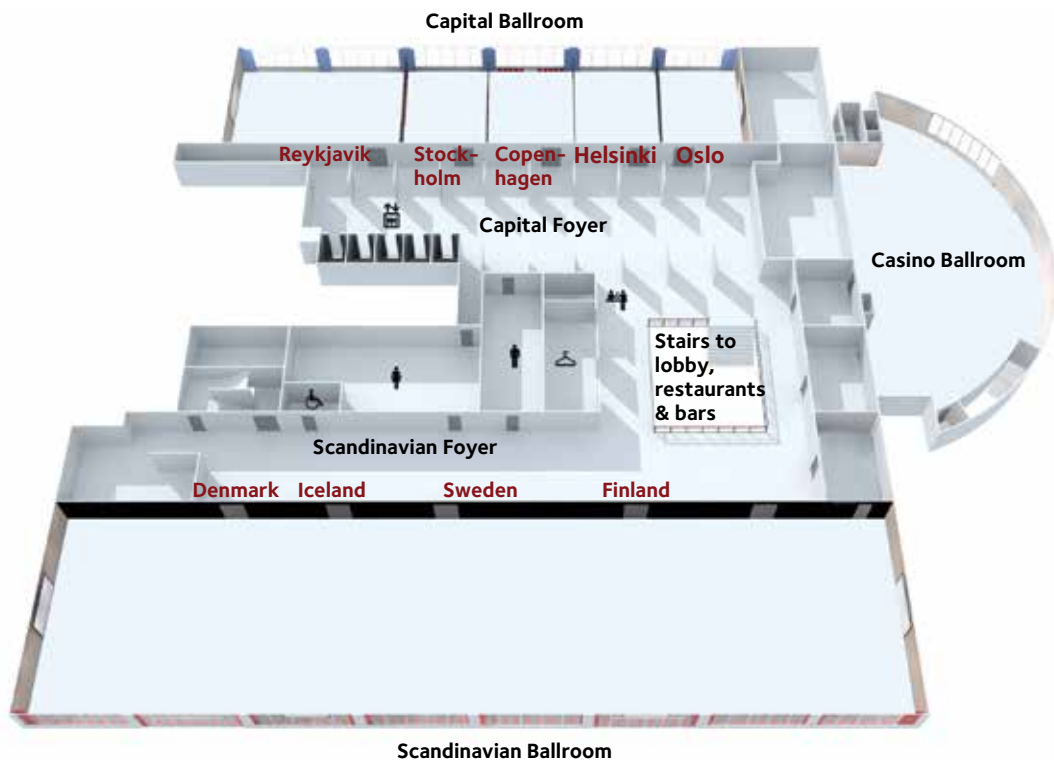 Capital Ballroom
Reykjavik
Stock-
holm
Copen-
hagen
Helsinki
Oslo
Capital Foyer
Casino Ballroom
Stairs to
lobby,
restaurants
& bars
Scandinavian Foyer
Denmark
Iceland
Sweden
Finland
Scandinavian Ballroom